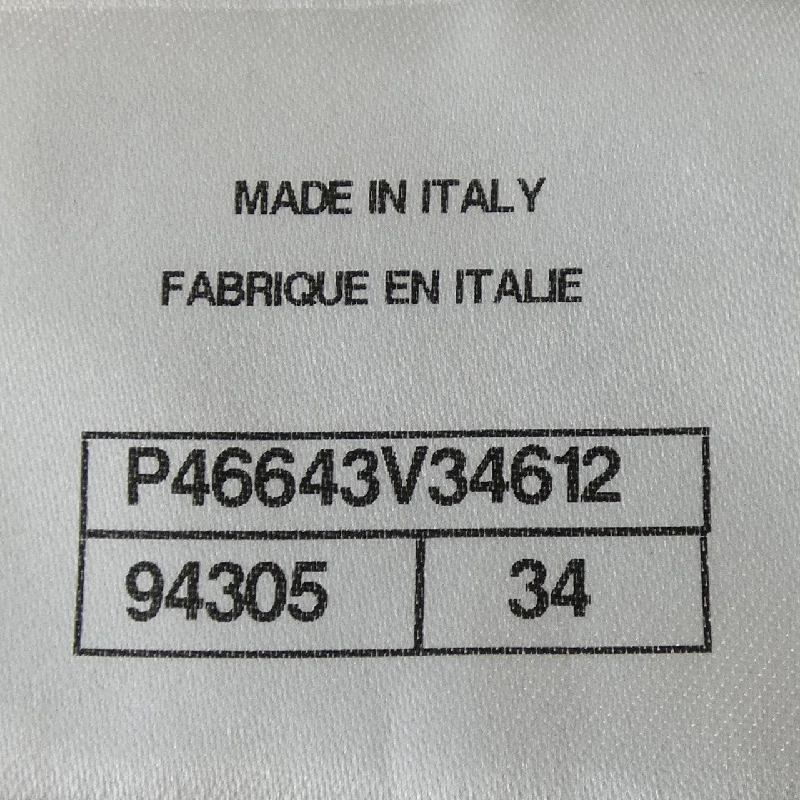 MADE IN ITALY
FABRIQUE EN ITALIE
P46643V34612
94305 34